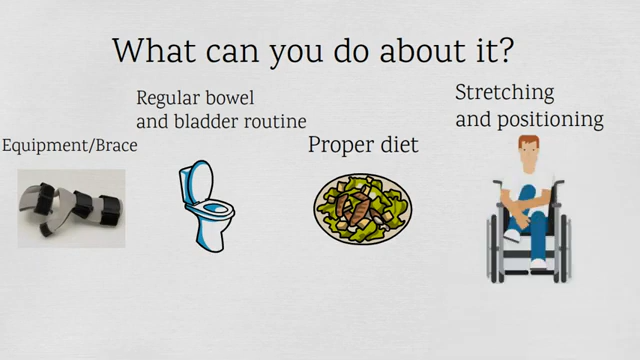 What can you do about it?
Equipment/Brace
Regular bowel
and bladder routine
Proper diet
Stretching
and positioning